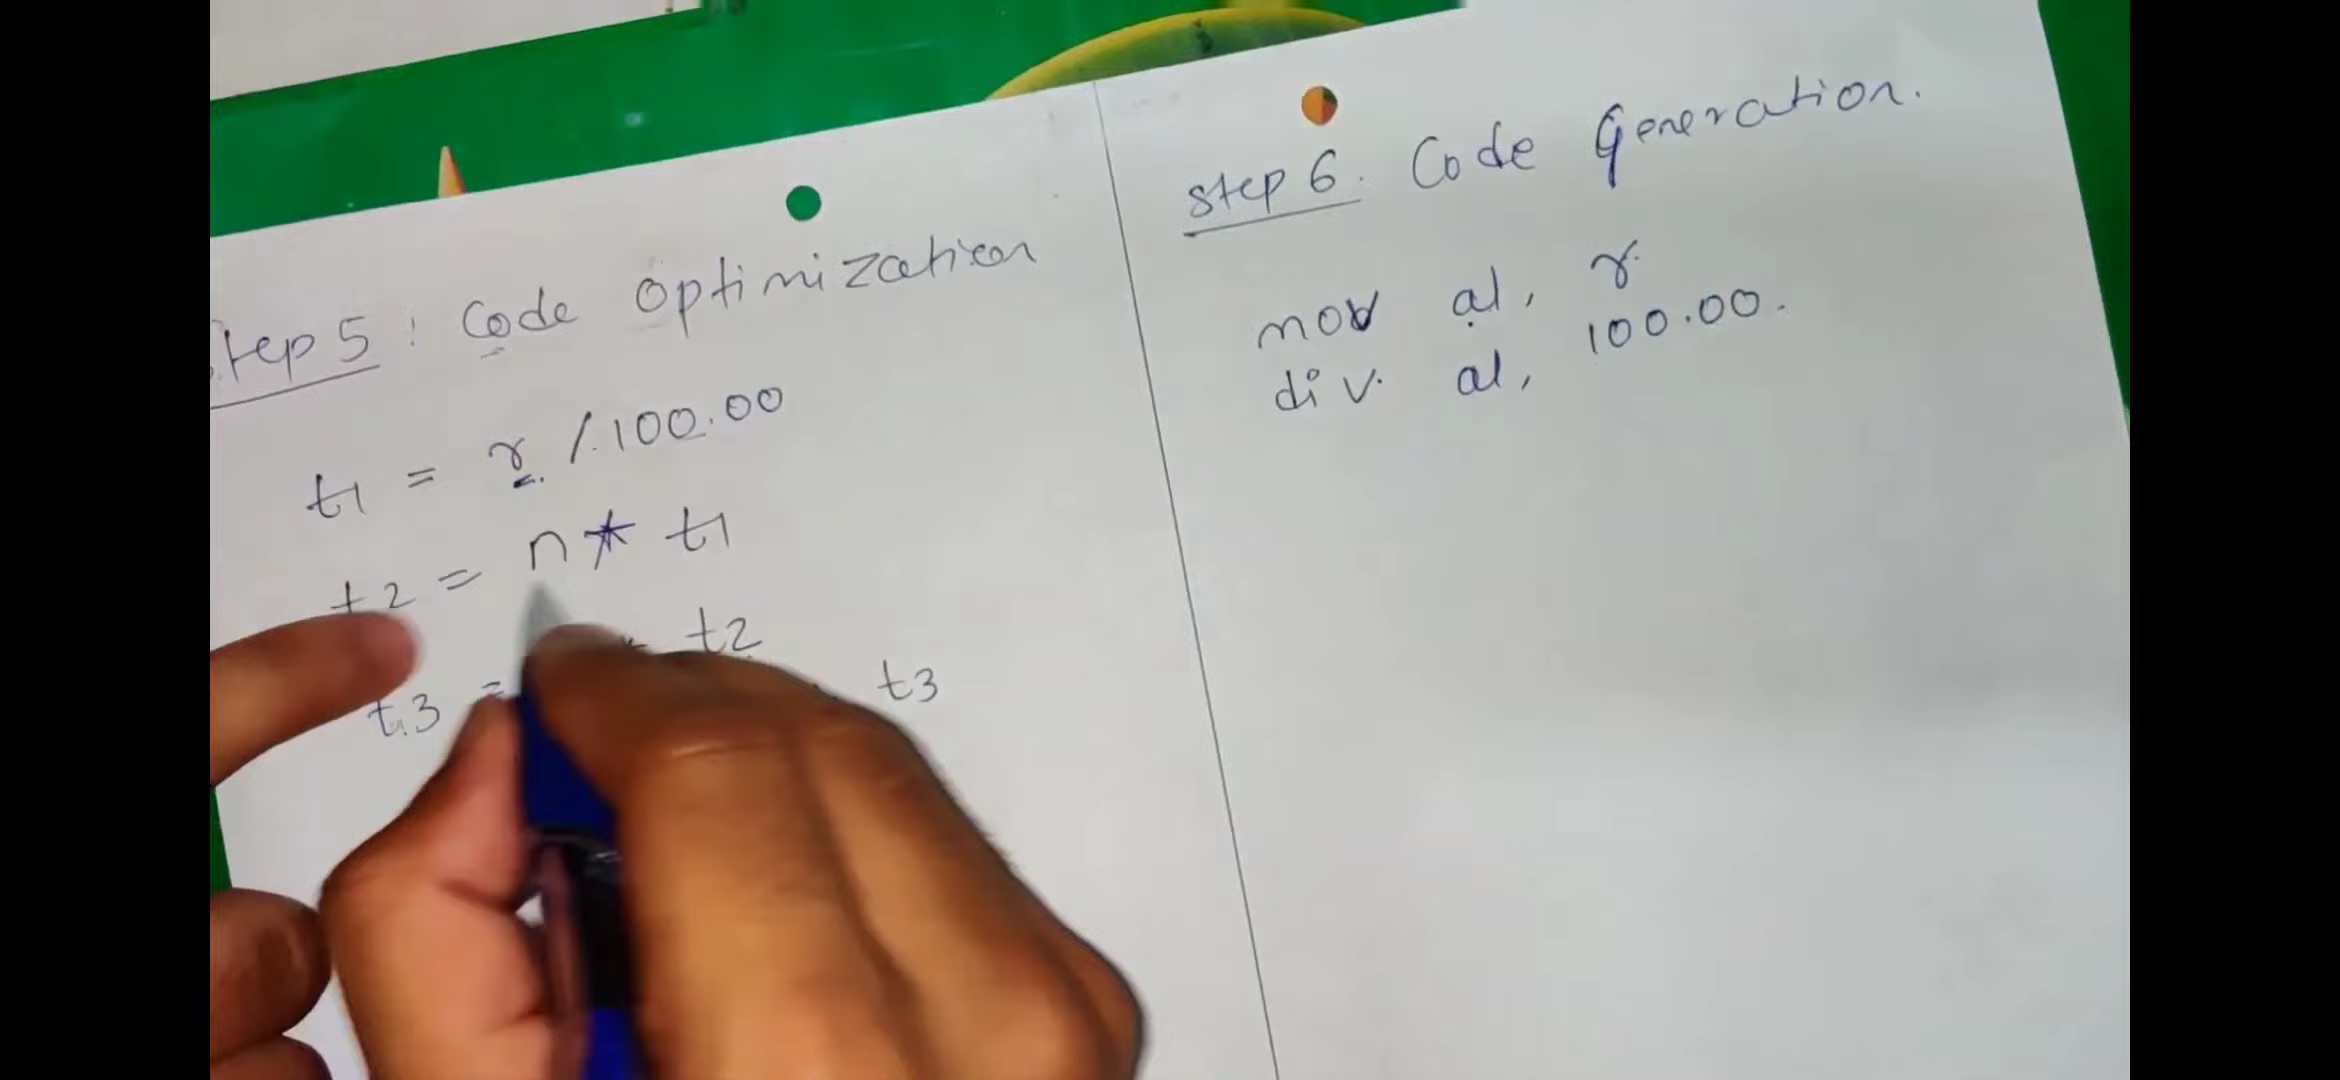 Step 5: Code Optimization
t1 = r / 100.00
t2 = n * t1
t2
t3 =
t3
Step 6. Code Generation.
mov al, r
div. al, 100.00.